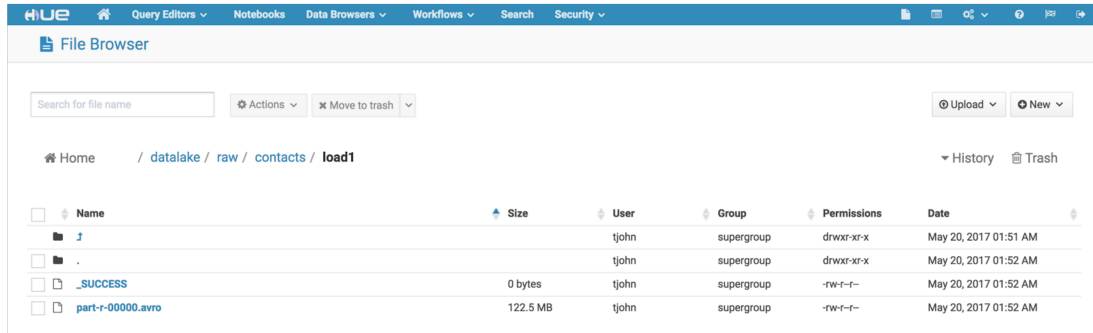 HUE Query Editors Notebooks Data Browsers Workflows Search Security
File Browser
Search for file name Actions Move to trash Upload New
Home / datalake / raw / contacts / load1 History Trash
Name Size User Group Permissions Date
tjohn supergroup drwxr-xr-x May 20, 2017 01:51 AM
. tjohn supergroup drwxr-xr-x May 20, 2017 01:52 AM
_SUCCESS 0 bytes tjohn supergroup -rw-r--r-- May 20, 2017 01:52 AM
part-r-00000.avro 122.5 MB tjohn supergroup -rw-r--r-- May 20, 2017 01:52 AM